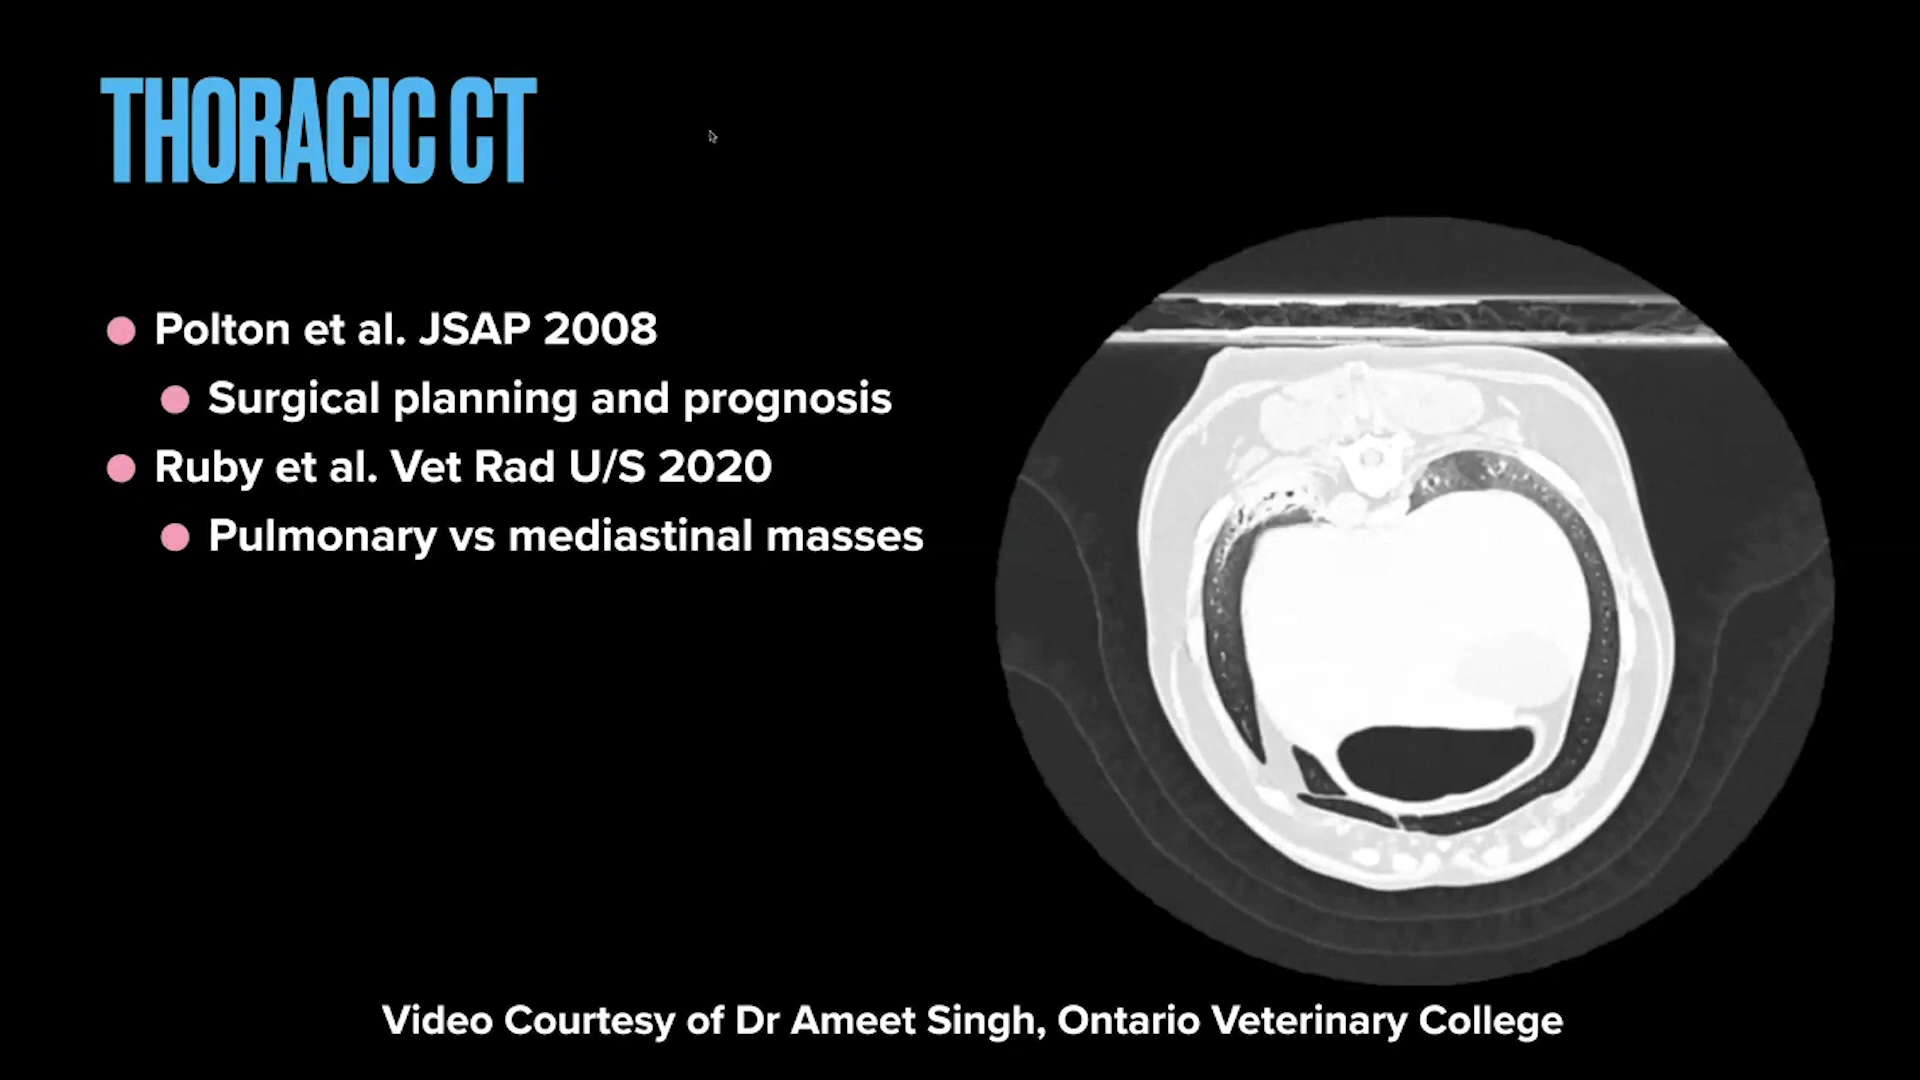 THORACIC CT
Polton et al. JSAP 2008
Surgical planning and prognosis
Ruby et al. Vet Rad U/S 2020
Pulmonary vs mediastinal masses
Video Courtesy of Dr Ameet Singh, Ontario Veterinary College